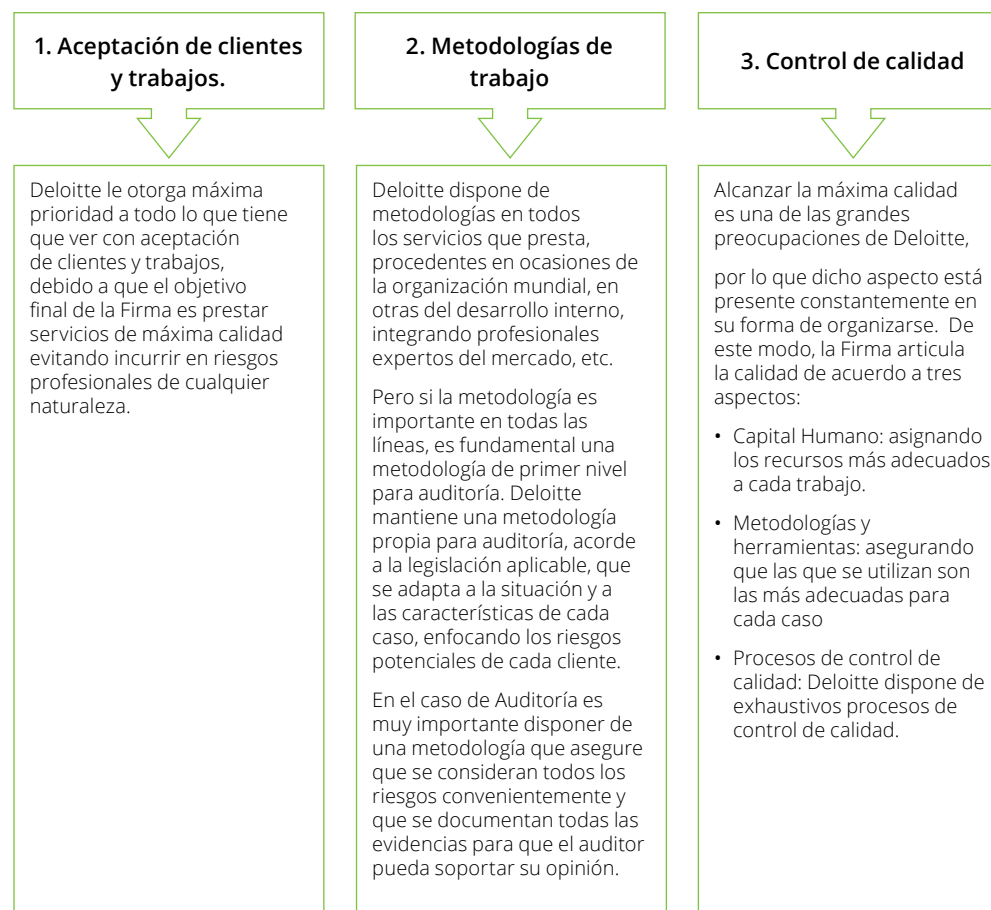 1. Aceptación de clientes
y trabajos.
Deloitte le otorga máxima
prioridad a todo lo que tiene
que ver con aceptación
de clientes y trabajos,
debido a que el objetivo
final de la Firma es prestar
servicios de máxima calidad
evitando incurrir en riesgos
profesionales de cualquier
naturaleza.
2. Metodologías de
trabajo
Deloitte dispone de
metodologías en todos
los servicios que presta,
procedentes en ocasiones de
la organización mundial, en
otras del desarrollo interno,
integrando profesionales
expertos del mercado, etc.
Pero si la metodología es
importante en todas las
líneas, es fundamental una
metodología de primer nivel
para auditoría. Deloitte
mantiene una metodología
propia para auditoría, acorde
a la legislación aplicable, que
se adapta a la situación y a
las características de cada
caso, enfocando los riesgos
potenciales de cada cliente.
En el caso de Auditoría es
muy importante disponer de
una metodología que asegure
que se consideran todos los
riesgos convenientemente y
que se documentan todas las
evidencias para que el auditor
pueda soportar su opinión.
3. Control de calidad
Alcanzar la máxima calidad
es una de las grandes
preocupaciones de Deloitte,
por lo que dicho aspecto está
presente constantemente en
su forma de organizarse.  De
este modo, la Firma articula
la calidad de acuerdo a tres
aspectos:
• Capital Humano: asignando
los recursos más adecuados
a cada trabajo.
• Metodologías y
herramientas: asegurando
que las que se utilizan son
las más adecuadas para
cada caso
• Procesos de control de
calidad: Deloitte dispone de
exhaustivos procesos de
control de calidad.